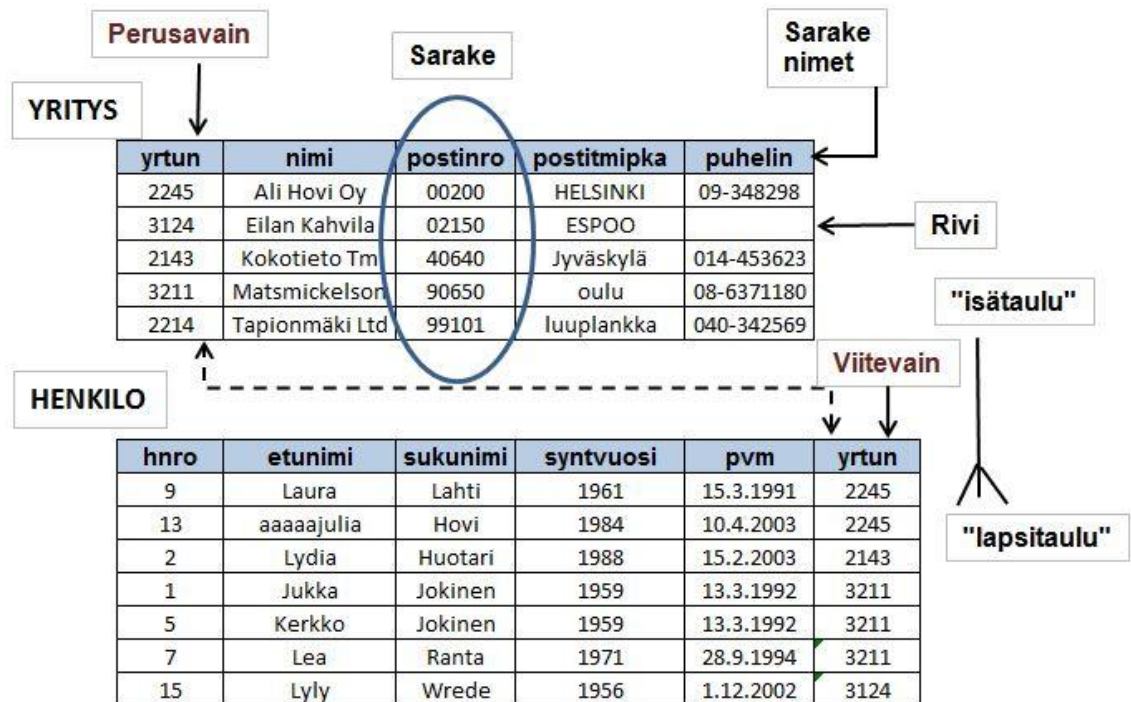 Perusavain
Sarake
Sarake
nimet
YRITYS
yrtun nimi postinro postitmipka puhelin
2245 Ali Hovi Oy 00200 HELSINKI 09-348298
3124 Eilan Kahvila 02150 ESPOO
Rivi
2143 Kokotieto Tm 40640 Jyväskylä 014-453623
3211 Matsmickelson 90650 oulu 08-6371180
2214 Tapionmäki Ltd 99101 luuplankka 040-342569
"isätaulu"
Viitevain
HENKILO
hnro etunimi sukunimi syntvuosi pvm yrtun
9 Laura Lahti 1961 15.3.1991 2245
13 aaaaajulia Hovi 1984 10.4.2003 2245
"lapsitaulu"
2 Lydia Huotari 1988 15.2.2003 2143
1 Jukka Jokinen 1959 13.3.1992 3211
5 Kerkko Jokinen 1959 13.3.1992 3211
7 Lea Ranta 1971 28.9.1994 3211
15 Lyly Wrede 1956 1.12.2002 3124